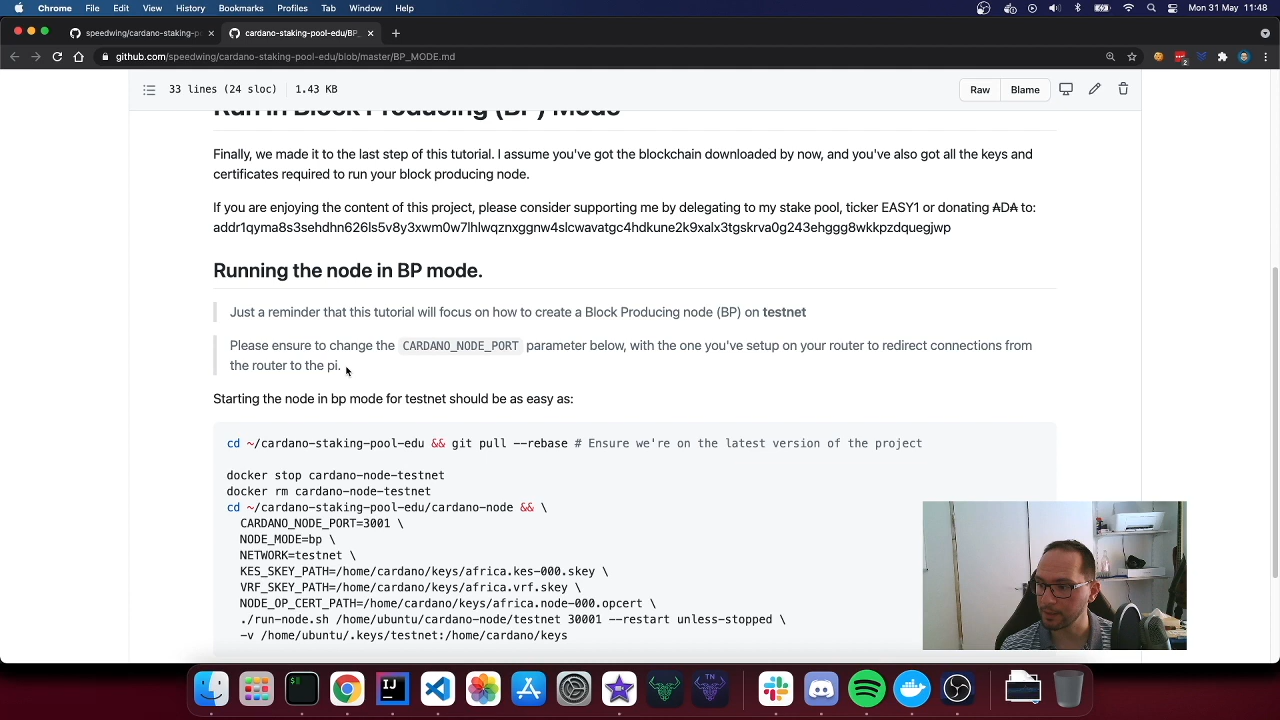 Chrome File Edit View History Bookmarks Profiles Tab Window Help Mon 31 May 11:48
speedwing/cardano-staking-po
cardano-staking-pool-edu/BP_
github.com/speedwing/cardano-staking-pool-edu/blob/master/BP_MODE.md
33 lines (24 sloc) 1.43 KB Raw Blame
Run in Block Producing (BP) Mode
Finally, we made it to the last step of this tutorial. I assume you've got the blockchain downloaded by now, and you've also got all the keys and
certificates required to run your block producing node.
If you are enjoying the content of this project, please consider supporting me by delegating to my stake pool, ticker EASY1 or donating ₳D₳ to:
addr1qyma8s3sehdhn626ls5v8y3xwm0w7lhlwqznxggnw4slcwavatgc4hdkune2k9xalx3tgskrva0g243ehggg8wkkpzdquegjwp
Running the node in BP mode.
Just a reminder that this tutorial will focus on how to create a Block Producing node (BP) on testnet
Please ensure to change the CARDANO_NODE_PORT parameter below, with the one you've setup on your router to redirect connections from
the router to the pi.
Starting the node in bp mode for testnet should be as easy as:
cd ~/cardano-staking-pool-edu && git pull --rebase # Ensure we're on the latest version of the project
docker stop cardano-node-testnet
docker rm cardano-node-testnet
cd ~/cardano-staking-pool-edu/cardano-node && \
CARDANO_NODE_PORT=3001 \
NODE_MODE=bp \
NETWORK=testnet \
KES_SKEY_PATH=/home/cardano/keys/africa.kes-000.skey \
VRF_SKEY_PATH=/home/cardano/keys/africa.vrf.skey \
NODE_OP_CERT_PATH=/home/cardano/keys/africa.node-000.opcert \
./run-node.sh /home/ubuntu/cardano-node/testnet 30001 --restart unless-stopped \
-v /home/ubuntu/.keys/testnet:/home/cardano/keys